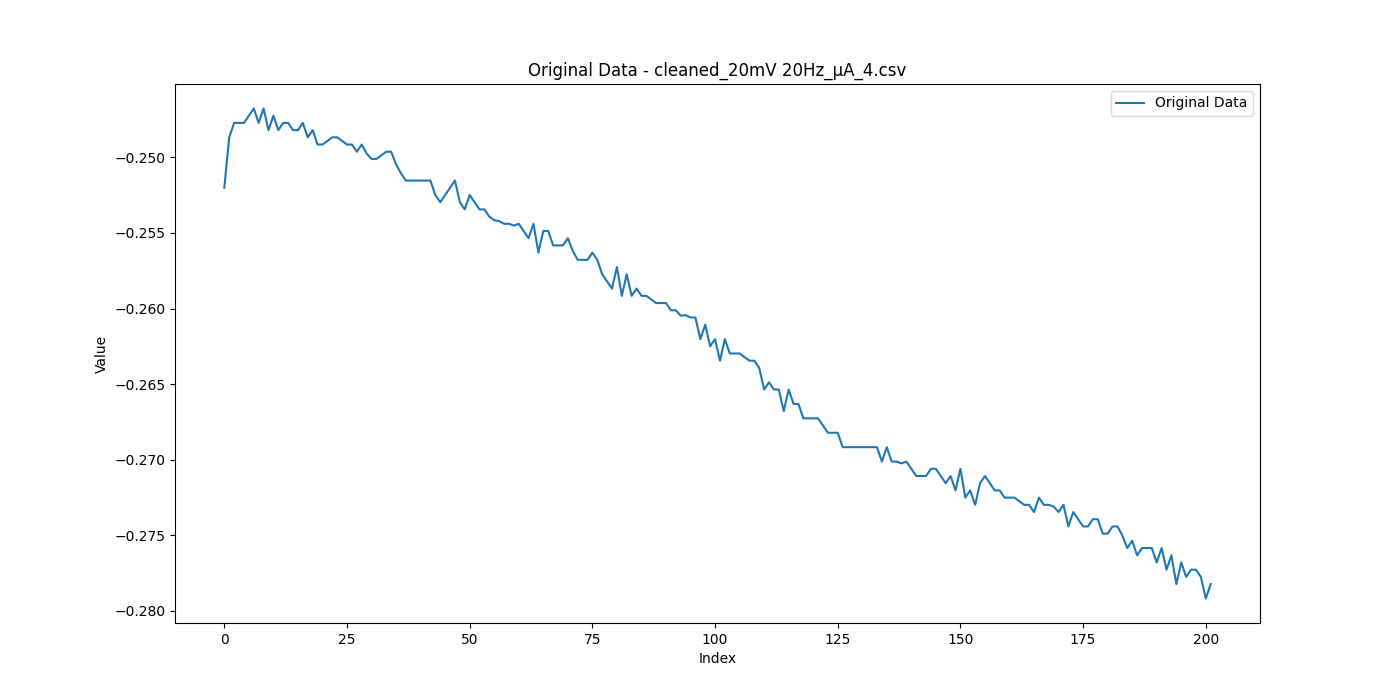 Original Data - cleaned_20mV 20Hz_µA_4.csv
Original Data
−0.250
−0.255
−0.260
−0.265
−0.270
−0.275
−0.280
Value
0 25 50 75 100 125 150 175 200
Index